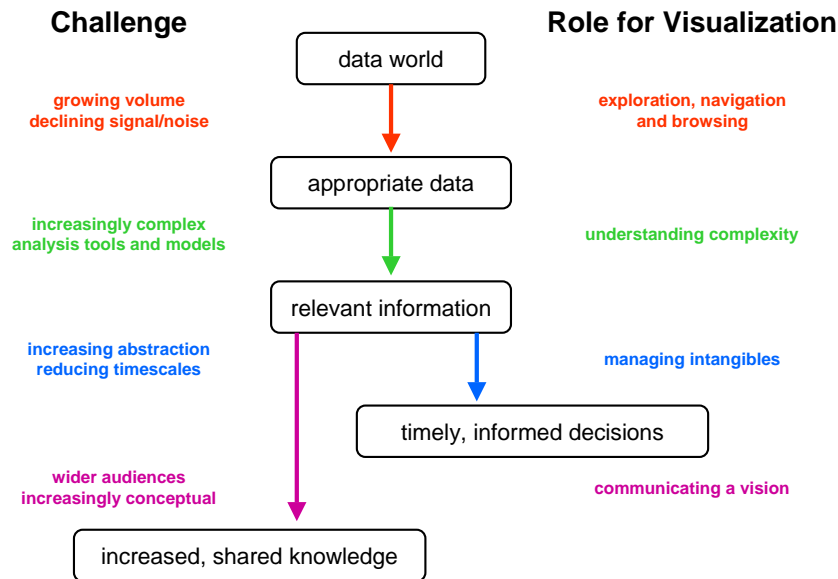 Challenge
Role for Visualization
data world
growing volume
declining signal/noise
exploration, navigation
and browsing
appropriate data
increasingly complex
analysis tools and models
understanding complexity
relevant information
increasing abstraction
reducing timescales
managing intangibles
timely, informed decisions
wider audiences
increasingly conceptual
communicating a vision
increased, shared knowledge